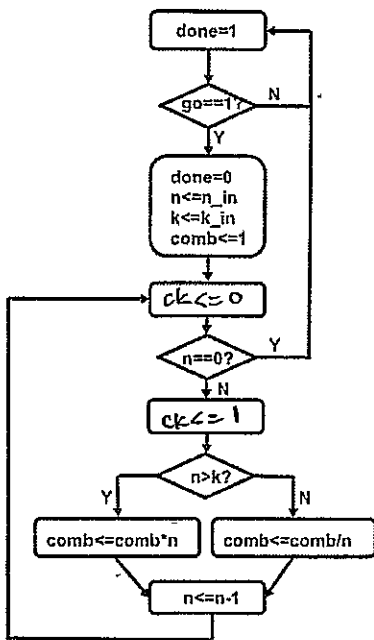 done=1
go==1?
N
Y
done=0
n<=n_in
k<=k_in
comb<=1
ck<=0
n==0?
Y
N
ck<=1
n>k?
Y
N
comb<=comb*n
comb<=comb/n
n<=n-1